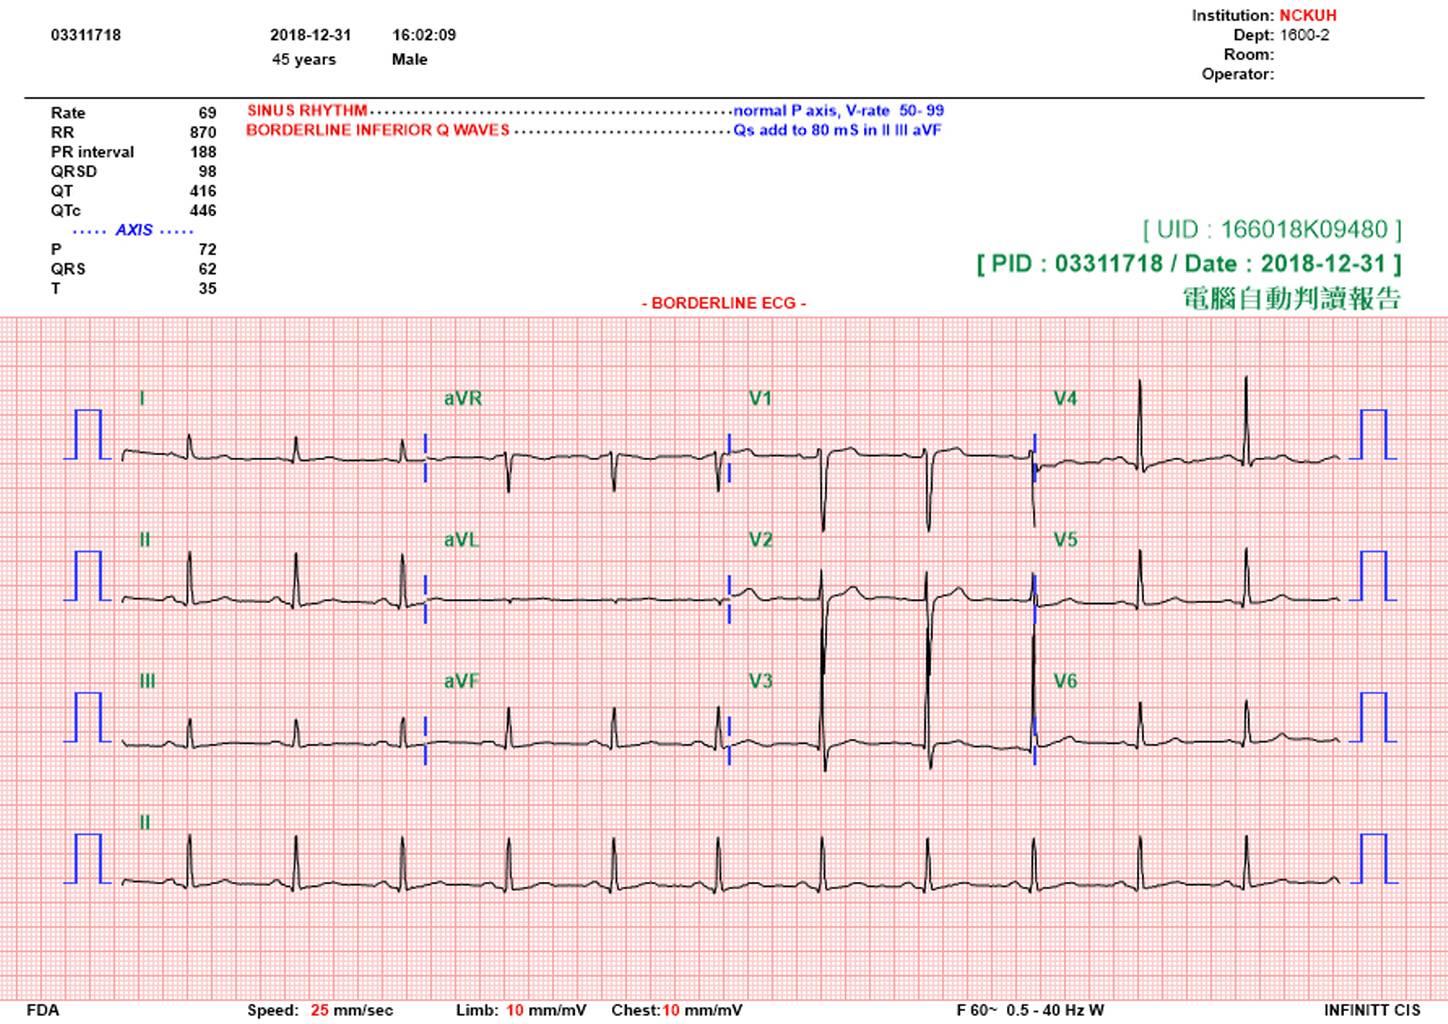 Institution: NCKUH
03311718 2018-12-31 16:02:09 Dept: 1600-2
45 years Male Room:
Operator:
Rate 69 SINUS RHYTHM normal P axis, V-rate 50- 99
RR 870 BORDERLINE INFERIOR Q WAVES Qs add to 80 mS in II III aVF
PR interval 188
QRSD 98
QT 416
QTc 446
····· AXIS ·····
P 72
QRS 62
T 35
[ UID : 166018K09480 ]
[ PID : 03311718 / Date : 2018-12-31 ]
電腦自動判讀報告
- BORDERLINE ECG -
I aVR V1 V4
II aVL V2 V5
III aVF V3 V6
II
FDA Speed: 25 mm/sec Limb: 10 mm/mV Chest:10 mm/mV F 60~ 0.5 - 40 Hz W INFINITT CIS